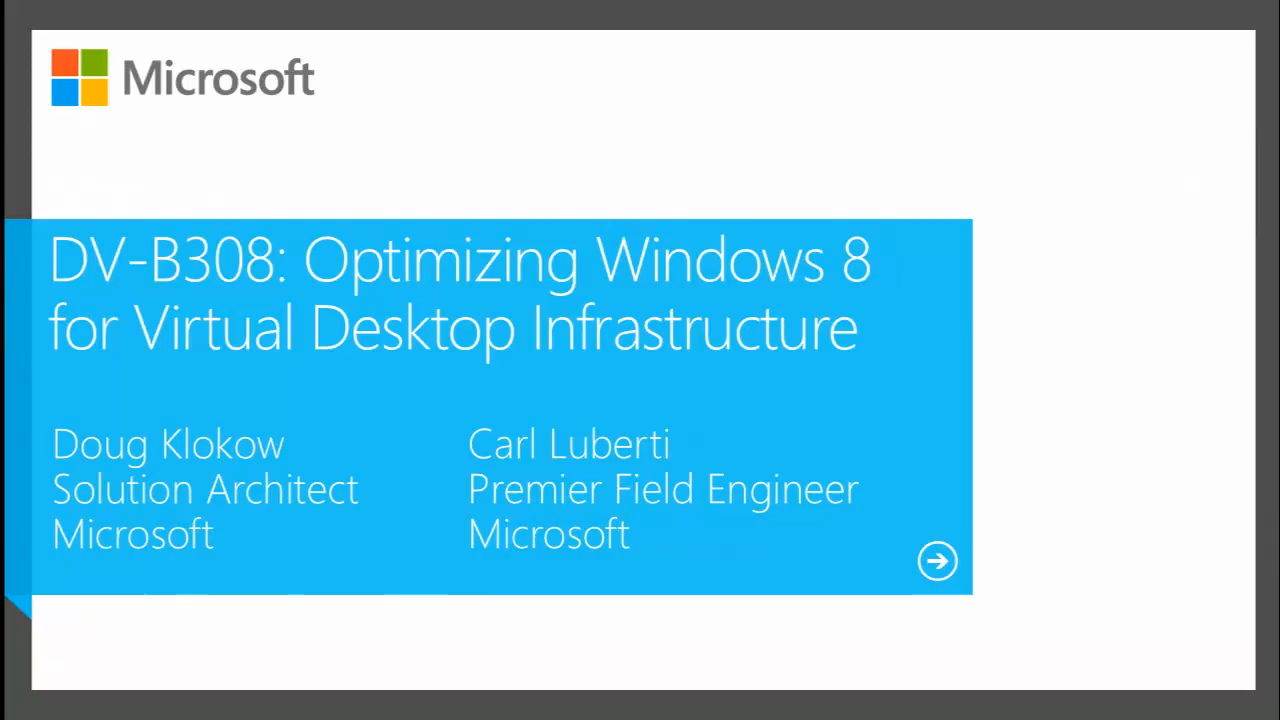 Microsoft
DV-B308: Optimizing Windows 8
for Virtual Desktop Infrastructure
Doug Klokow
Solution Architect
Microsoft
Carl Luberti
Premier Field Engineer
Microsoft